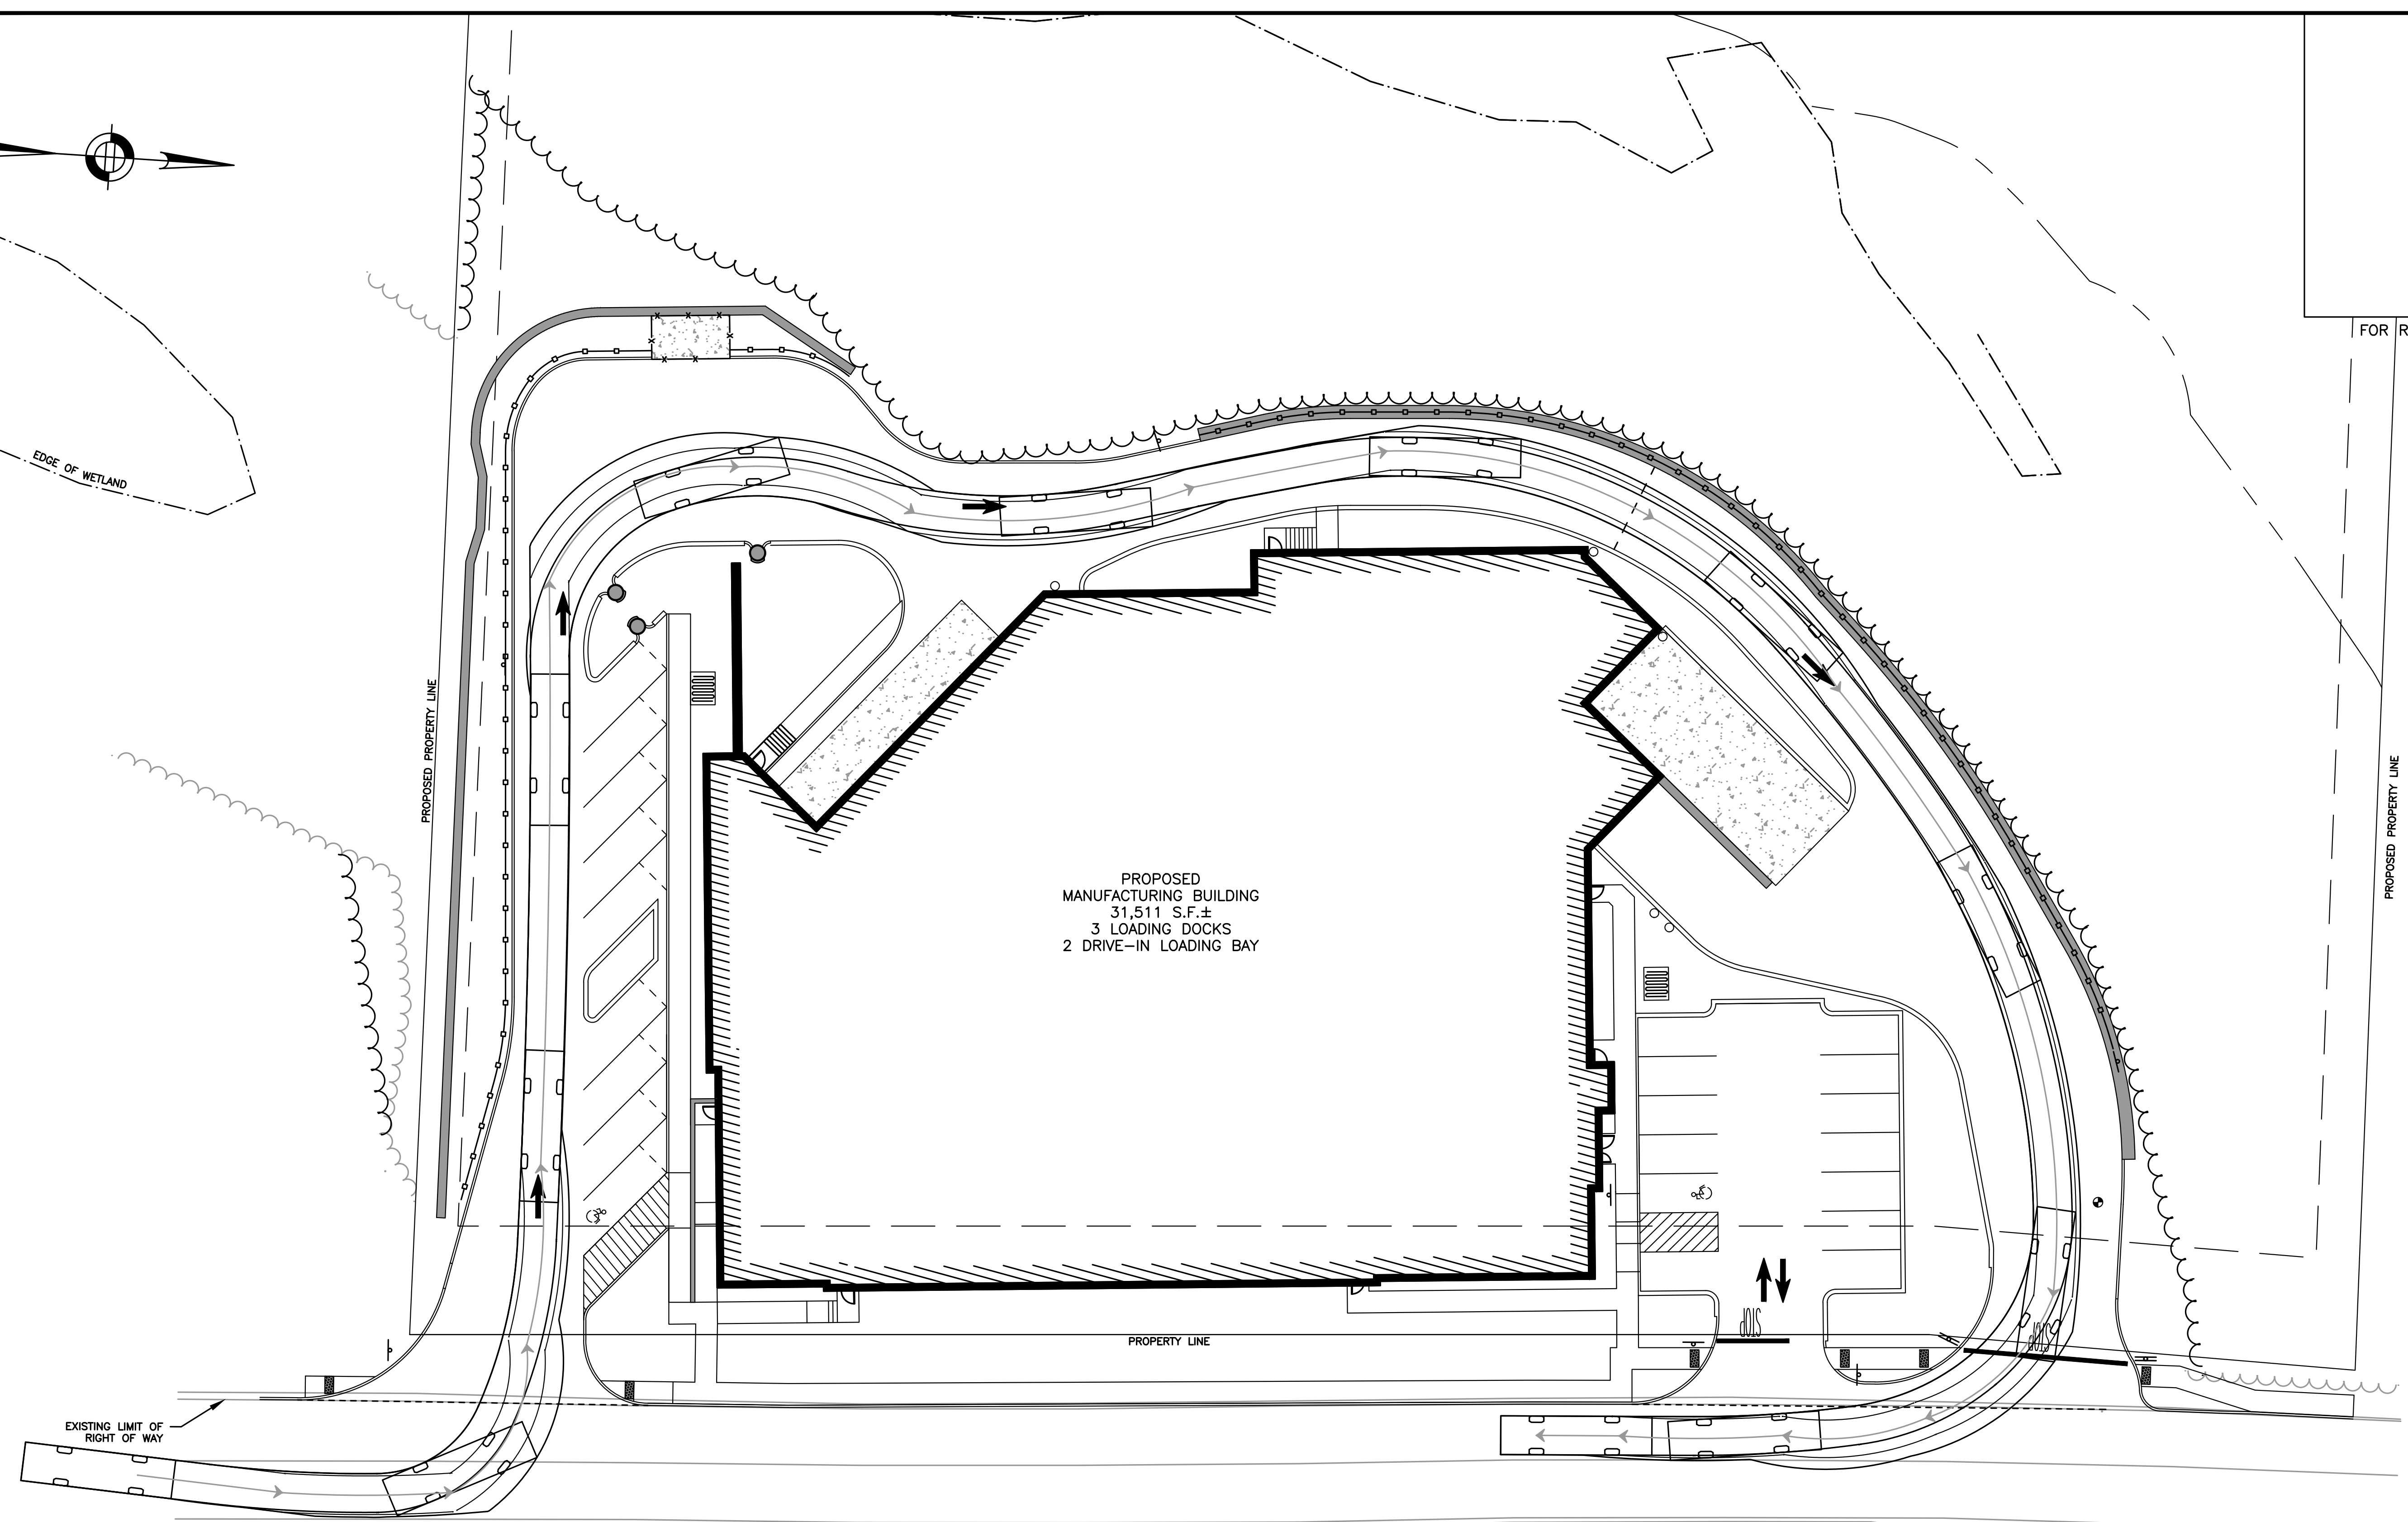 FOR R
EDGE OF WETLAND
PROPOSED PROPERTY LINE
PROPOSED PROPERTY LINE
PROPOSED
MANUFACTURING BUILDING
31,511 S.F.±
3 LOADING DOCKS
2 DRIVE-IN LOADING BAY
STOP
STOP
PROPERTY LINE
EXISTING LIMIT OF
RIGHT OF WAY